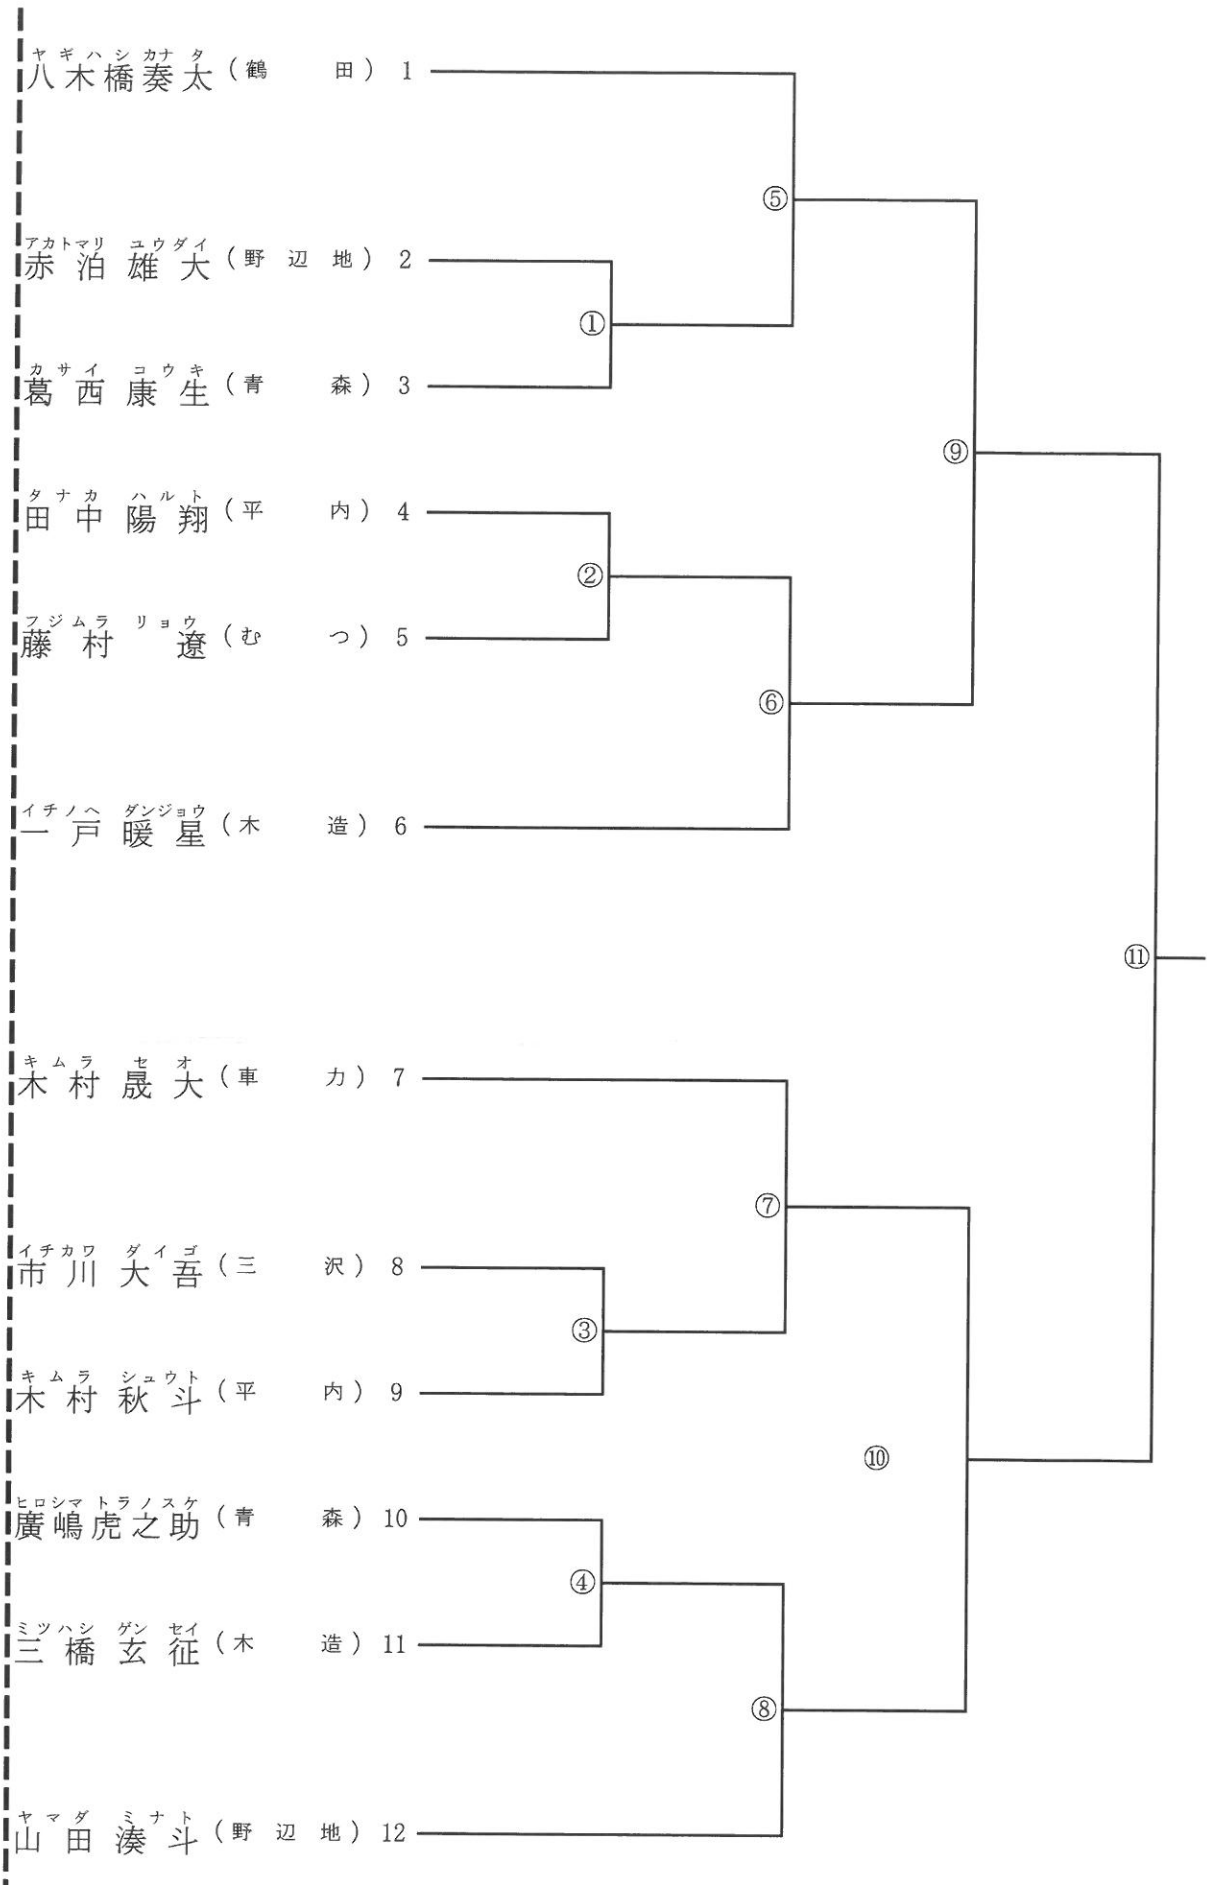 ヤギハシ カナタ
八木橋奏太（鶴田）1
⑤
アカトマリ ユウダイ
赤泊雄大（野辺地）2
①
カサイ コウキ
葛西康生（青森）3
⑨
タナカ ハルト
田中陽翔（平内）4
②
フジムラ リョウ
藤村遼（むつ）5
⑥
イチノヘ ダンジョウ
一戸暖星（木造）6
⑪
キムラ セオ
木村晟大（車力）7
⑦
イチカワ ダイゴ
市川大吾（三沢）8
③
キムラ シュウト
木村秋斗（平内）9
⑩
ヒロシマ トラノスケ
廣嶋虎之助（青森）10
④
ミツハシ ゲンセイ
三橋玄征（木造）11
⑧
ヤマダ ミナト
山田湊斗（野辺地）12